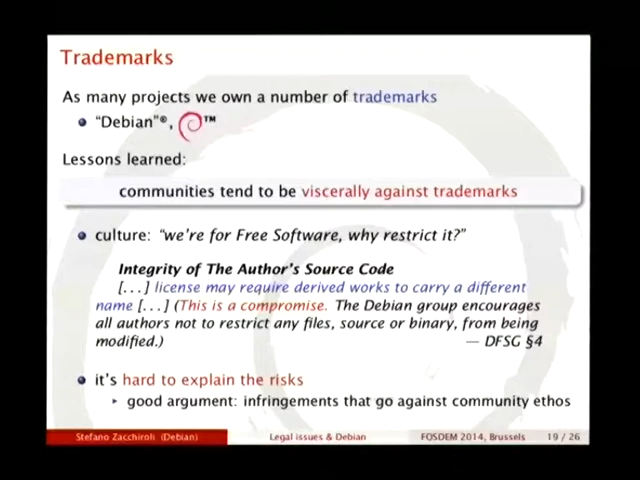 Trademarks
As many projects we own a number of trademarks
"Debian"®, ™
Lessons learned:
communities tend to be viscerally against trademarks
culture: "we're for Free Software, why restrict it?"
Integrity of The Author's Source Code
[...] license may require derived works to carry a different
name [...] (This is a compromise. The Debian group encourages
all authors not to restrict any files, source or binary, from being
modified.) — DFSG §4
it's hard to explain the risks
good argument: infringements that go against community ethos
Stefano Zacchiroli (Debian) Legal issues & Debian FOSDEM 2014, Brussels 19 / 26